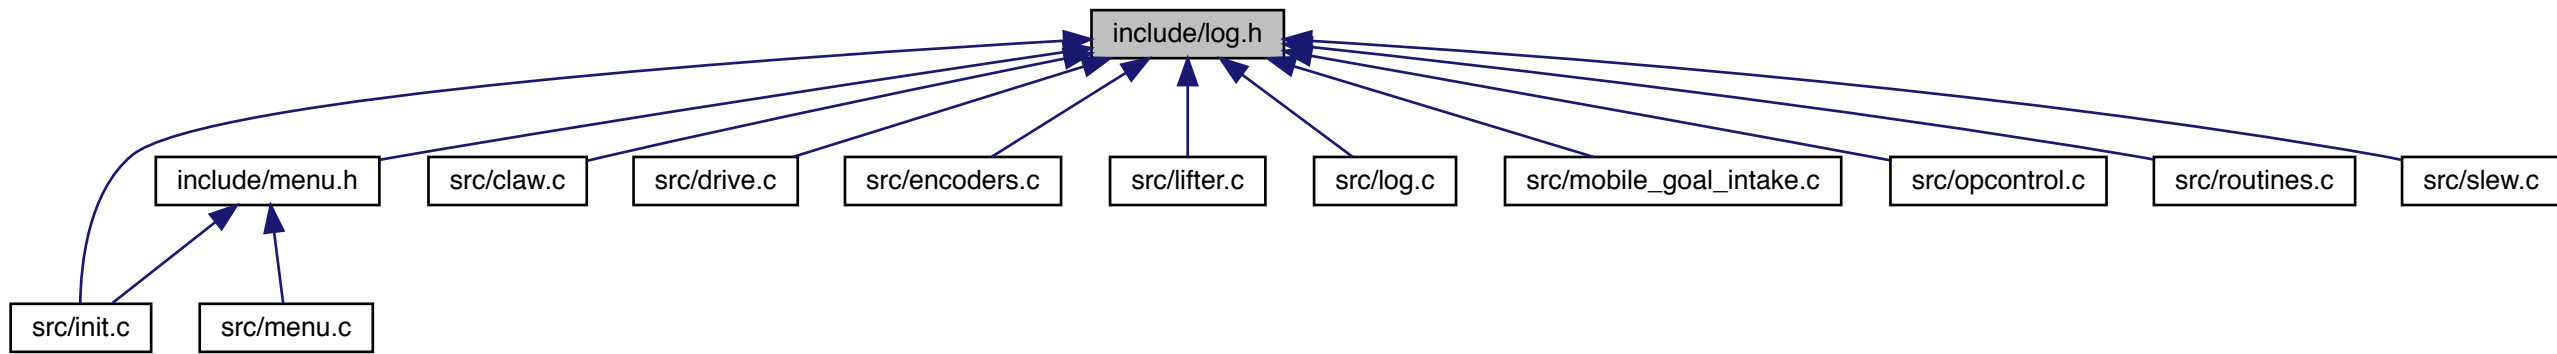 include/log.h
include/menu.h
src/claw.c
src/drive.c
src/encoders.c
src/lifter.c
src/log.c
src/mobile_goal_intake.c
src/opcontrol.c
src/routines.c
src/slew.c
src/init.c
src/menu.c